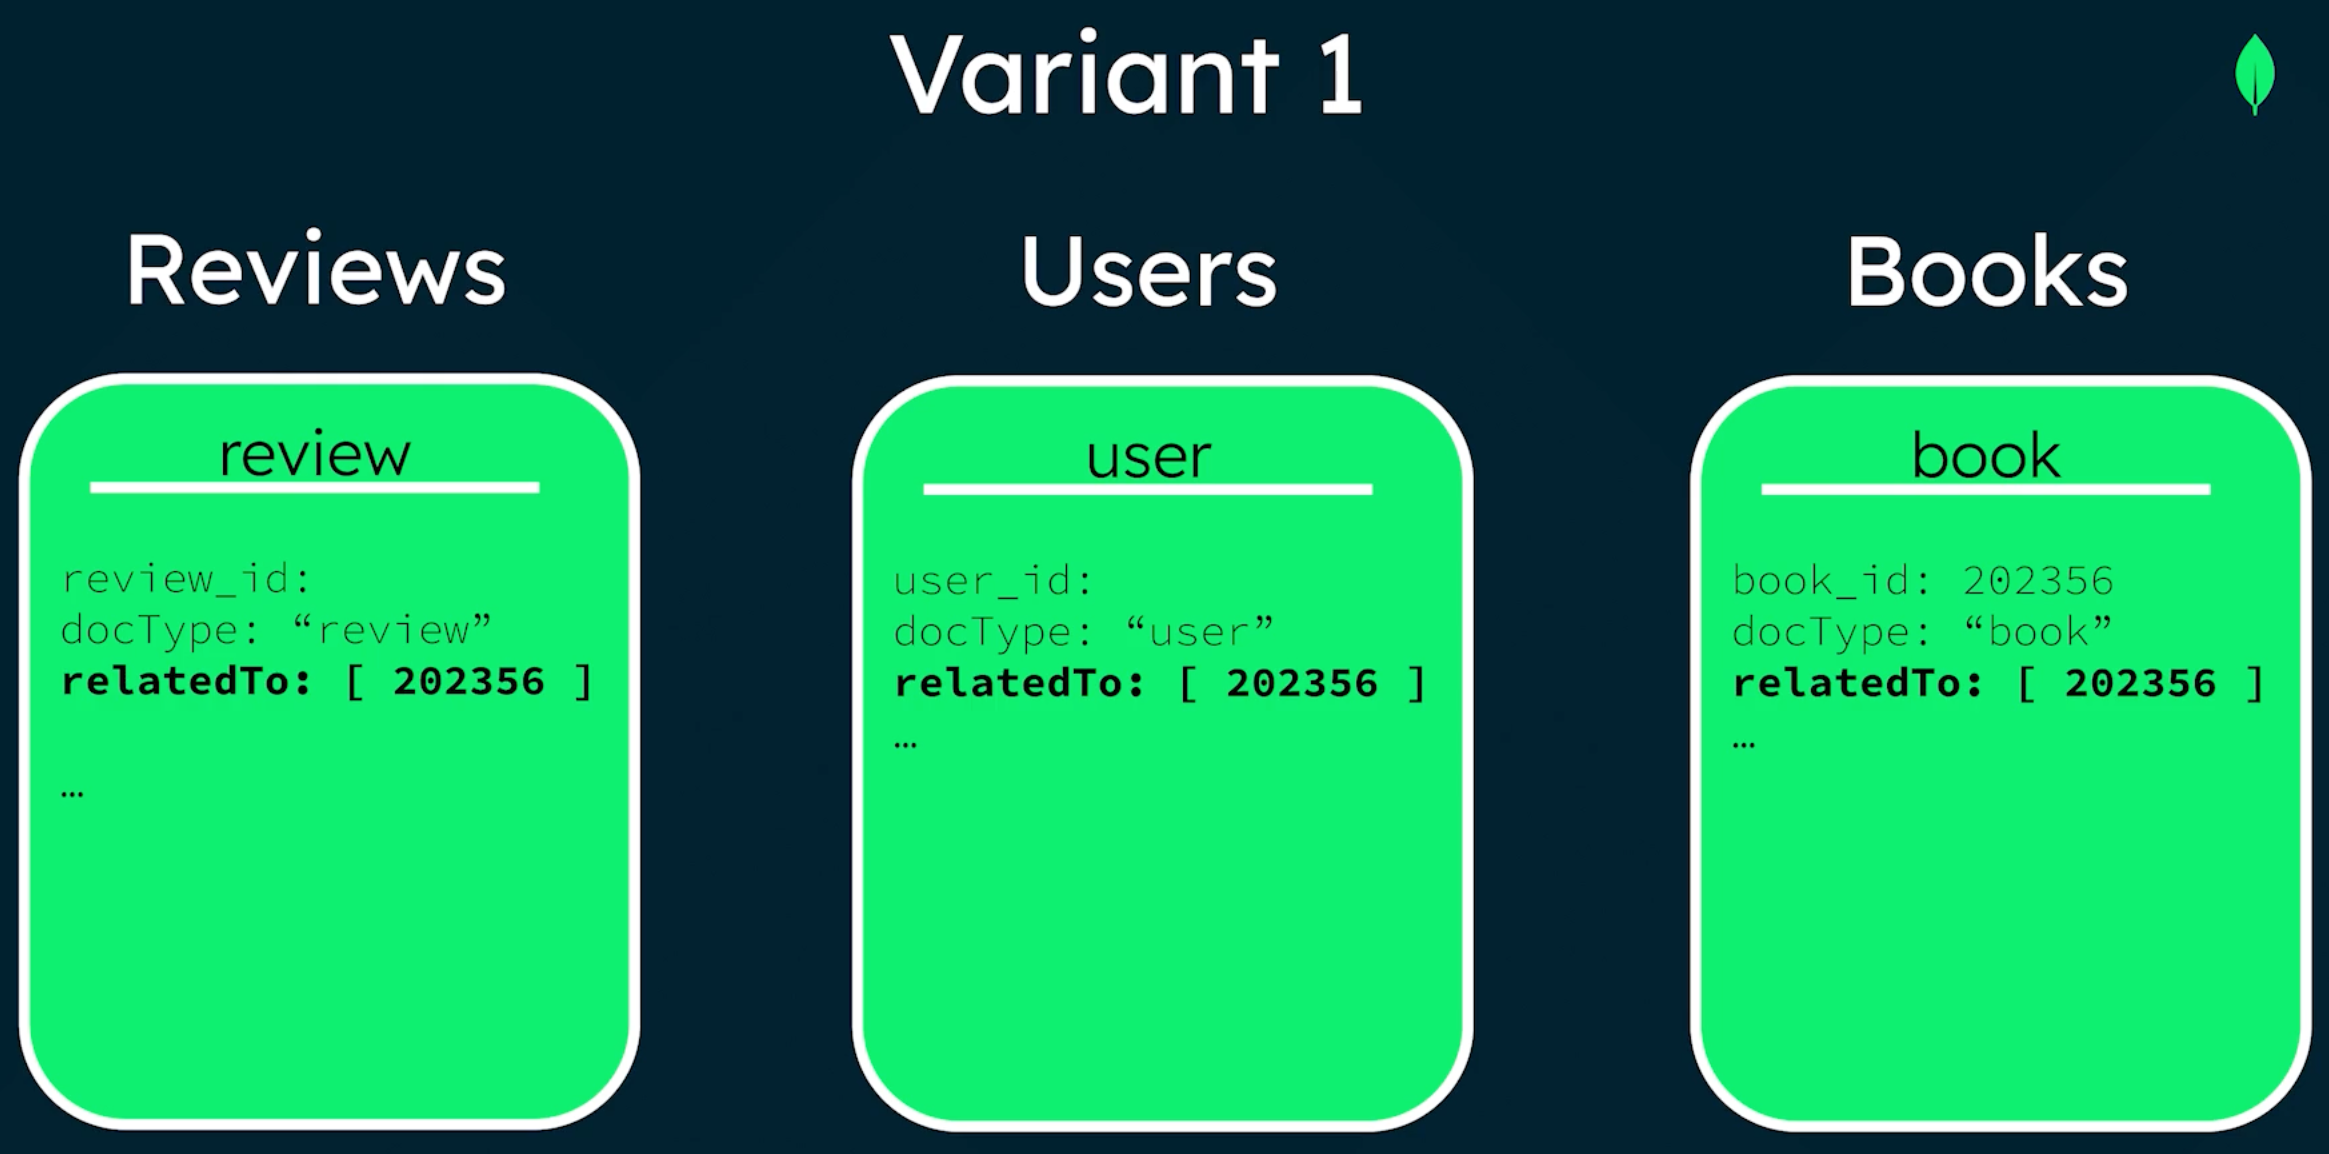 Variant 1
Reviews
review
review_id:
docType: “review”
relatedTo: [ 202356 ]
…
Users
user
user_id:
docType: “user”
relatedTo: [ 202356 ]
…
Books
book
book_id: 202356
docType: “book”
relatedTo: [ 202356 ]
…